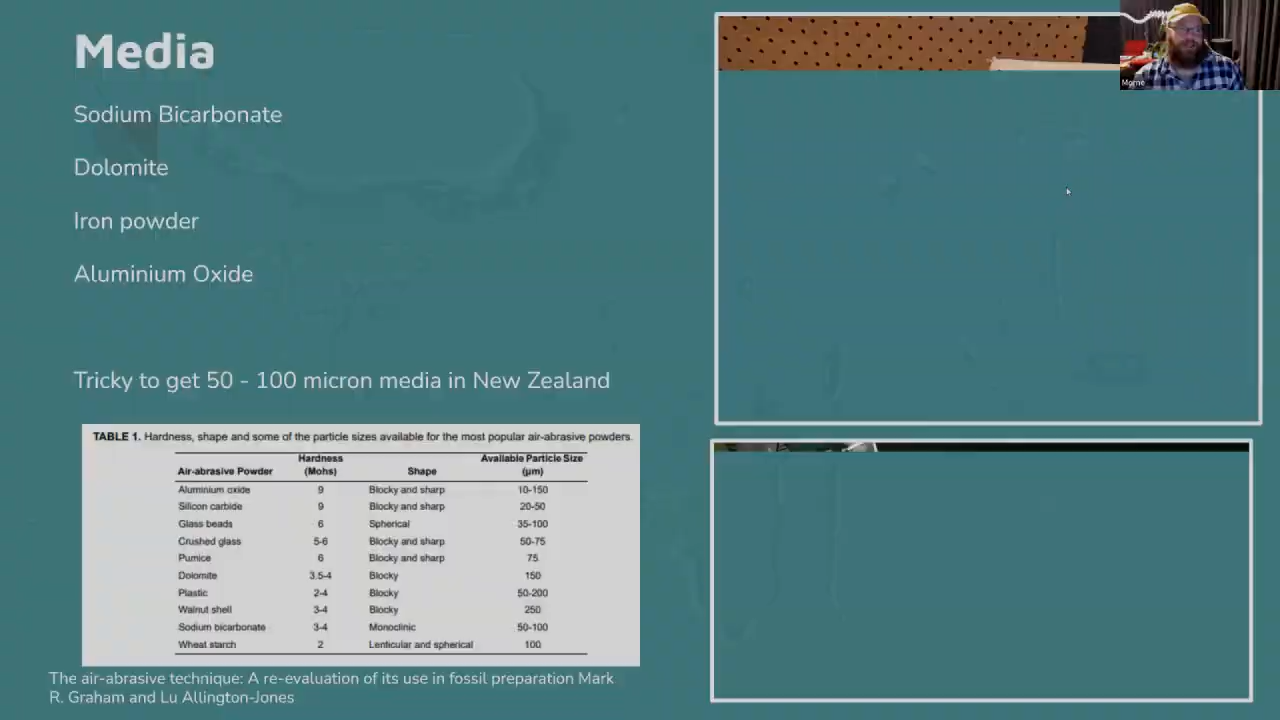 Media
Sodium Bicarbonate
Dolomite
Iron powder
Aluminium Oxide
Tricky to get 50 - 100 micron media in New Zealand
TABLE 1. Hardness, shape and some of the particle sizes available for the most popular air-abrasive powders.
Air-abrasive Powder Hardness (Mohs) Shape Available Particle Size (µm)
Aluminium oxide 9 Blocky and sharp 10-150
Silicon carbide 9 Blocky and sharp 20-50
Glass beads 6 Spherical 35-100
Crushed glass 5-6 Blocky and sharp 50-75
Pumice 6 Blocky and sharp 75
Dolomite 3.5-4 Blocky 150
Plastic 2-4 Blocky 50-200
Walnut shell 3-4 Blocky 250
Sodium bicarbonate 3-4 Monoclinic 50-100
Wheat starch 2 Lenticular and spherical 100
The air-abrasive technique: A re-evaluation of its use in fossil preparation Mark
R. Graham and Lu Allington-Jones
Morne